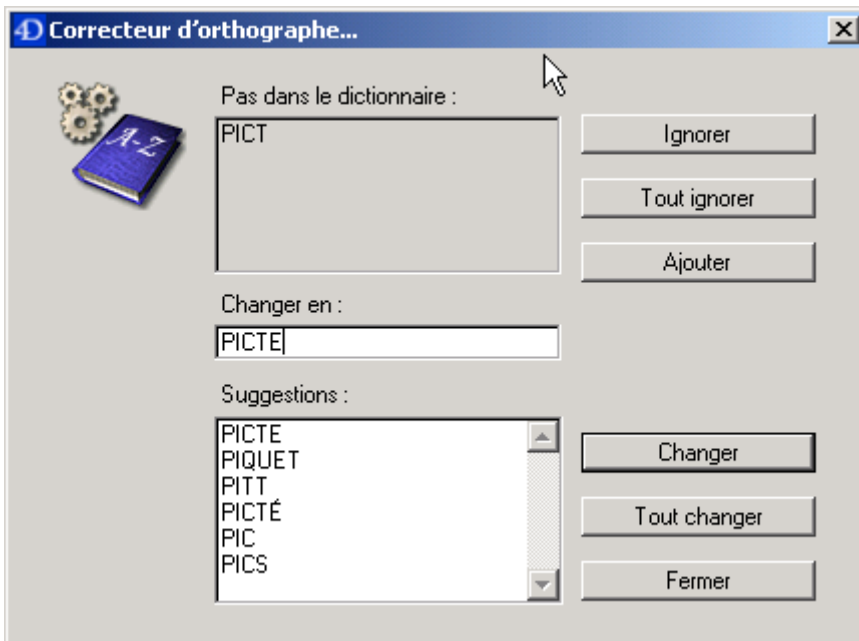 4D Correcteur d'orthographe...
A-Z
Pas dans le dictionnaire :
PICT
Ignorer
Tout ignorer
Ajouter
Changer en :
PICTE
Suggestions :
PICTE
PIQUET
PITT
PICTÉ
PIC
PICS
Changer
Tout changer
Fermer